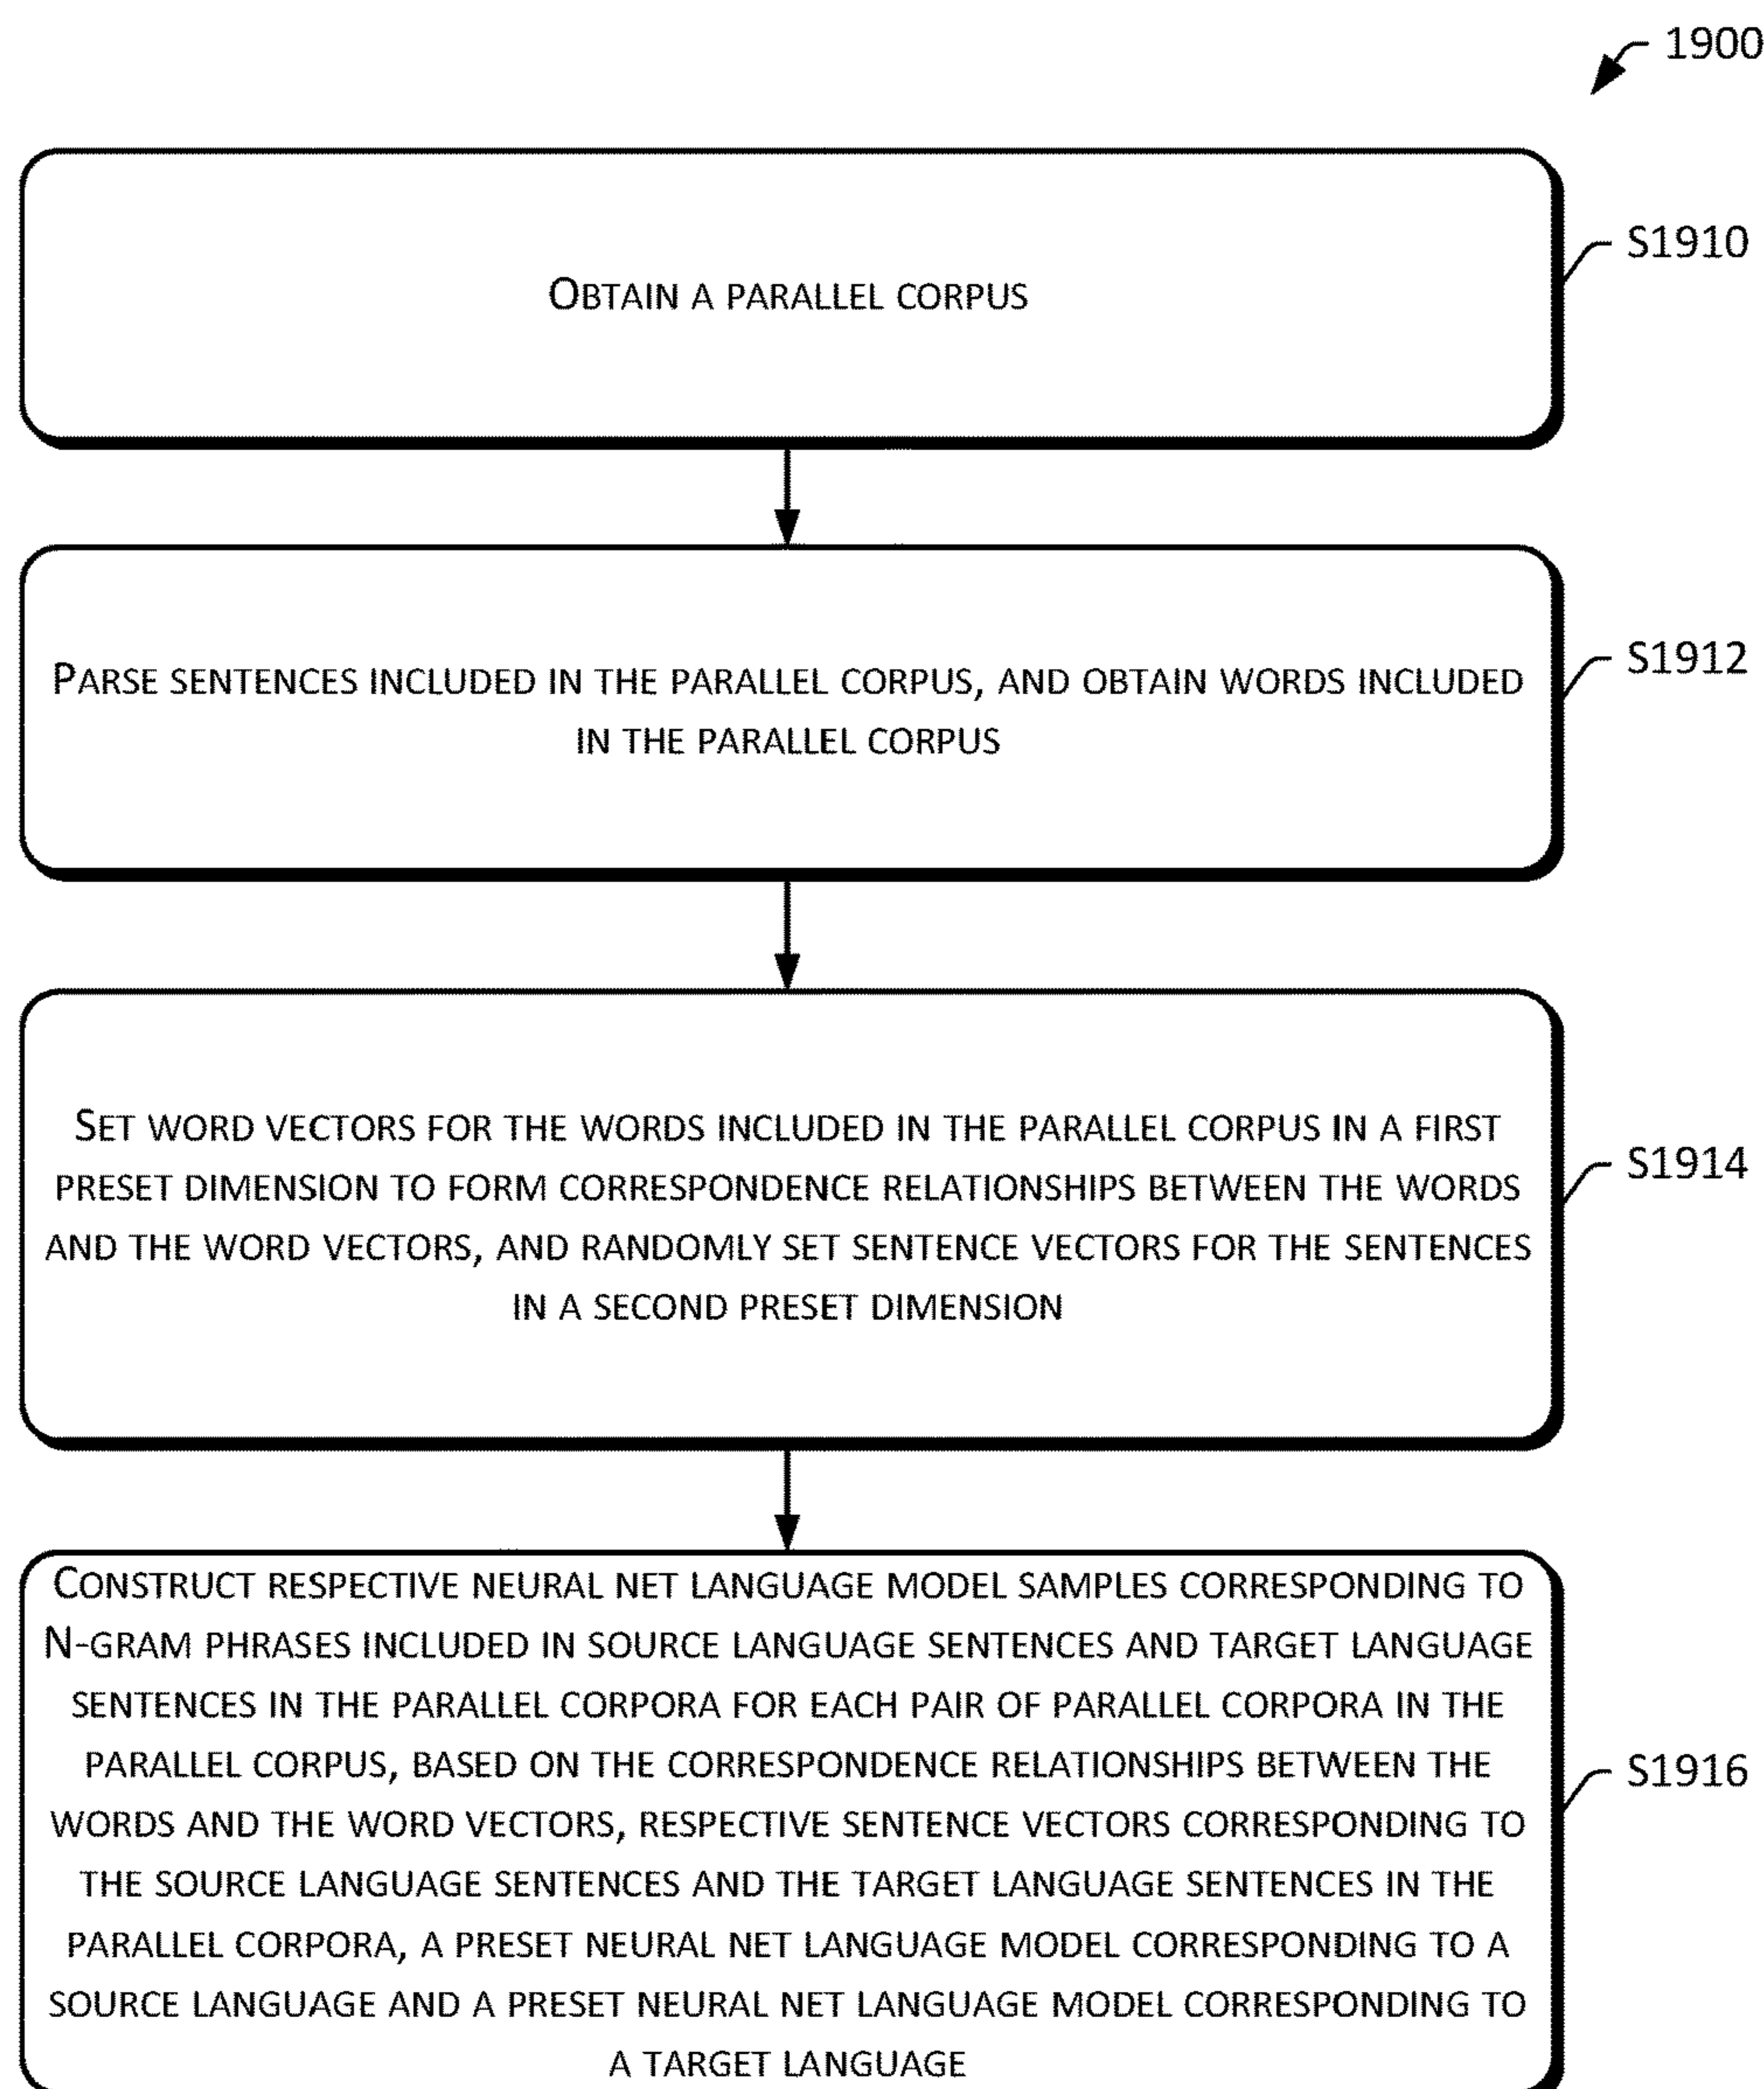 1900
OBTAIN A PARALLEL CORPUS
S1910
PARSE SENTENCES INCLUDED IN THE PARALLEL CORPUS, AND OBTAIN WORDS INCLUDED
IN THE PARALLEL CORPUS
S1912
SET WORD VECTORS FOR THE WORDS INCLUDED IN THE PARALLEL CORPUS IN A FIRST
PRESET DIMENSION TO FORM CORRESPONDENCE RELATIONSHIPS BETWEEN THE WORDS
AND THE WORD VECTORS, AND RANDOMLY SET SENTENCE VECTORS FOR THE SENTENCES
IN A SECOND PRESET DIMENSION
S1914
CONSTRUCT RESPECTIVE NEURAL NET LANGUAGE MODEL SAMPLES CORRESPONDING TO
N-GRAM PHRASES INCLUDED IN SOURCE LANGUAGE SENTENCES AND TARGET LANGUAGE
SENTENCES IN THE PARALLEL CORPORA FOR EACH PAIR OF PARALLEL CORPORA IN THE
PARALLEL CORPUS, BASED ON THE CORRESPONDENCE RELATIONSHIPS BETWEEN THE
WORDS AND THE WORD VECTORS, RESPECTIVE SENTENCE VECTORS CORRESPONDING TO
THE SOURCE LANGUAGE SENTENCES AND THE TARGET LANGUAGE SENTENCES IN THE
PARALLEL CORPORA, A PRESET NEURAL NET LANGUAGE MODEL CORRESPONDING TO A
SOURCE LANGUAGE AND A PRESET NEURAL NET LANGUAGE MODEL CORRESPONDING TO
A TARGET LANGUAGE
S1916